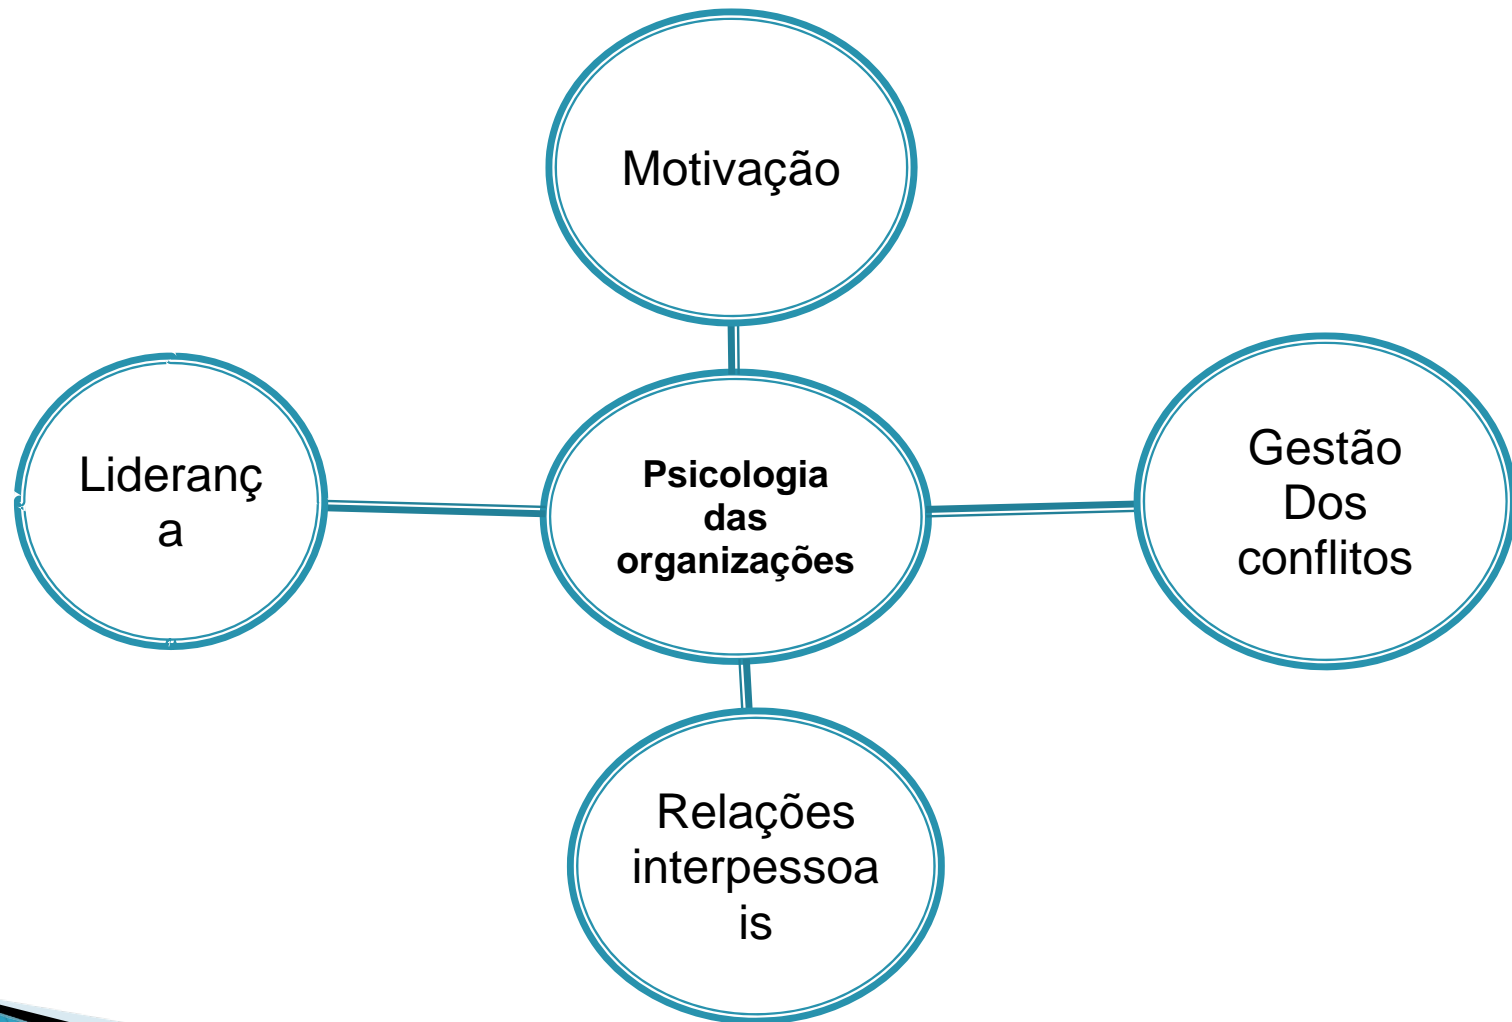 Motivação
Lideranç
a
Psicologia
das
organizações
Gestão
Dos
conflitos
Relações
interpessoa
is